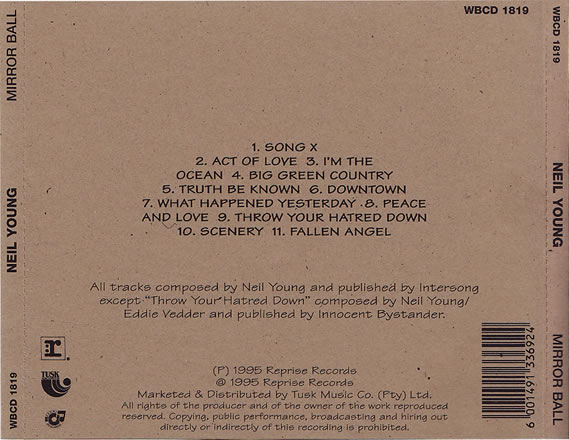 WBCD 1819
MIRROR BALL
NEIL YOUNG
WBCD 1819
1. SONG X
2. ACT OF LOVE 3. I'M THE
OCEAN 4. BIG GREEN COUNTRY
5. TRUTH BE KNOWN 6. DOWNTOWN
7. WHAT HAPPENED YESTERDAY 8. PEACE
AND LOVE 9. THROW YOUR HATRED DOWN
10. SCENERY 11. FALLEN ANGEL
All tracks composed by Neil Young and published by Intersong
except "Throw Your Hatred Down" composed by Neil Young/
Eddie Vedder and published by Innocent Bystander.
r
TUSK
(P) 1995 Reprise Records
© 1995 Reprise Records
Marketed & Distributed by Tusk Music Co. (Pty) Ltd.
All rights of the producer and of the owner of the work reproduced
reserved. Copying, public performance, broadcasting and hiring out
directly or indirectly of this recording is prohibited.
6 001491 336924
WBCD 1819
NEIL YOUNG
MIRROR BALL